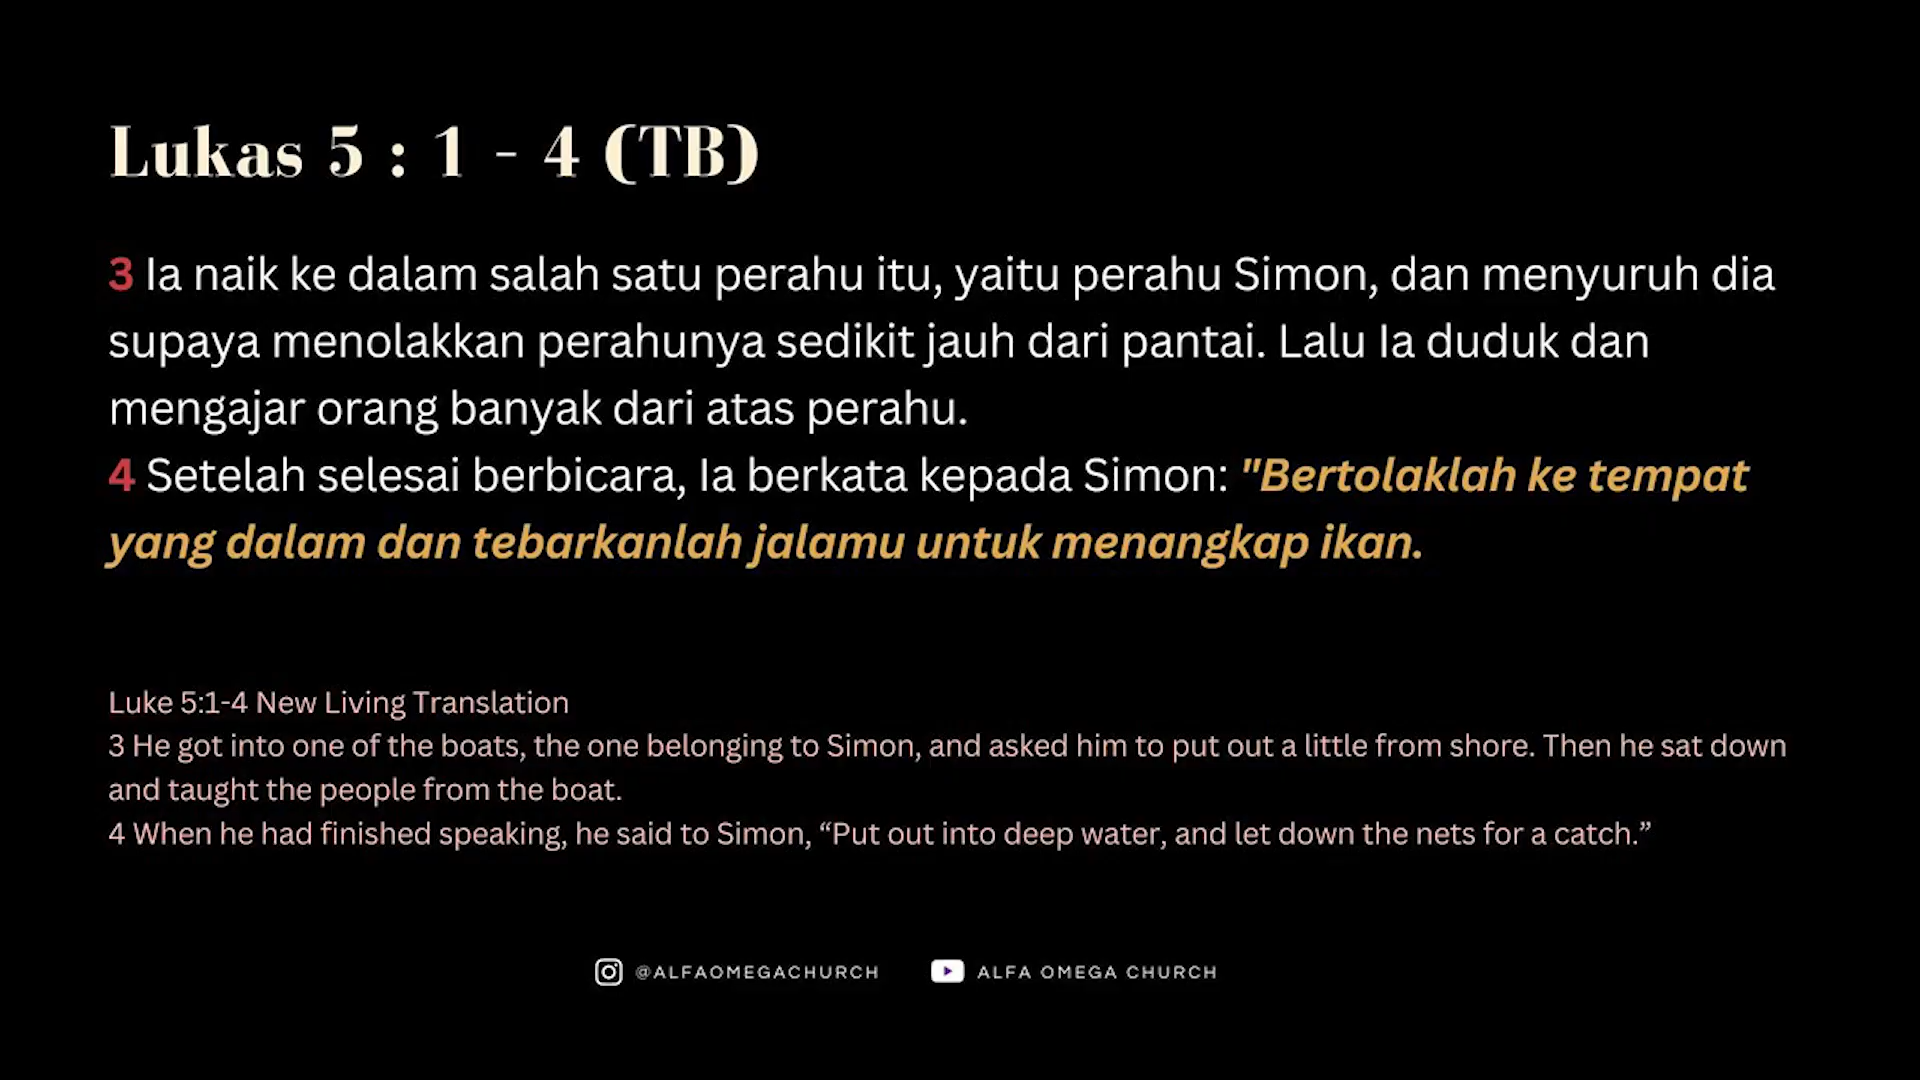 Lukas 5 : 1 - 4 (TB)
3 Ia naik ke dalam salah satu perahu itu, yaitu perahu Simon, dan menyuruh dia
supaya menolakkan perahunya sedikit jauh dari pantai. Lalu Ia duduk dan
mengajar orang banyak dari atas perahu.
4 Setelah selesai berbicara, Ia berkata kepada Simon: "Bertolaklah ke tempat
yang dalam dan tebarkanlah jalamu untuk menangkap ikan.
Luke 5:1-4 New Living Translation
3 He got into one of the boats, the one belonging to Simon, and asked him to put out a little from shore. Then he sat down
and taught the people from the boat.
4 When he had finished speaking, he said to Simon, “Put out into deep water, and let down the nets for a catch.”
@ALFAOMEGACHURCH ALFA OMEGA CHURCH